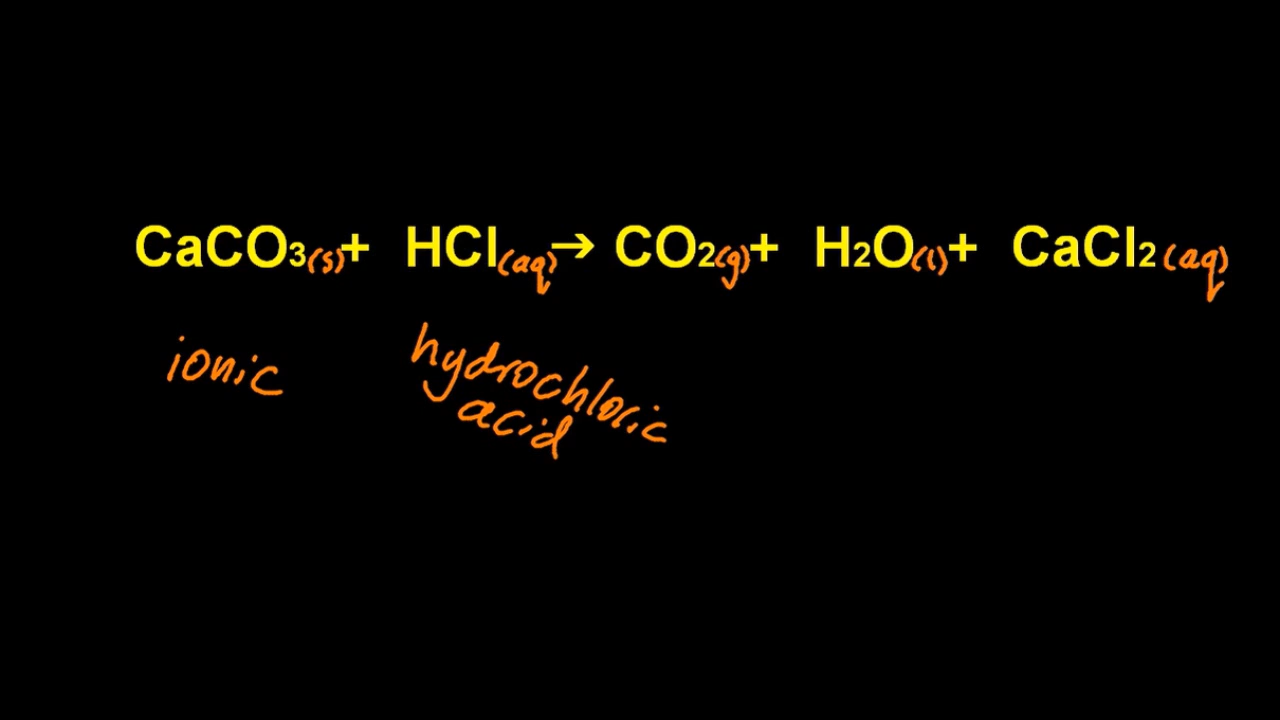 CaCO3(s)+ HCl(aq)→ CO2(g)+ H2O(l)+ CaCl2(aq)
ionic
hydrochloric
acid